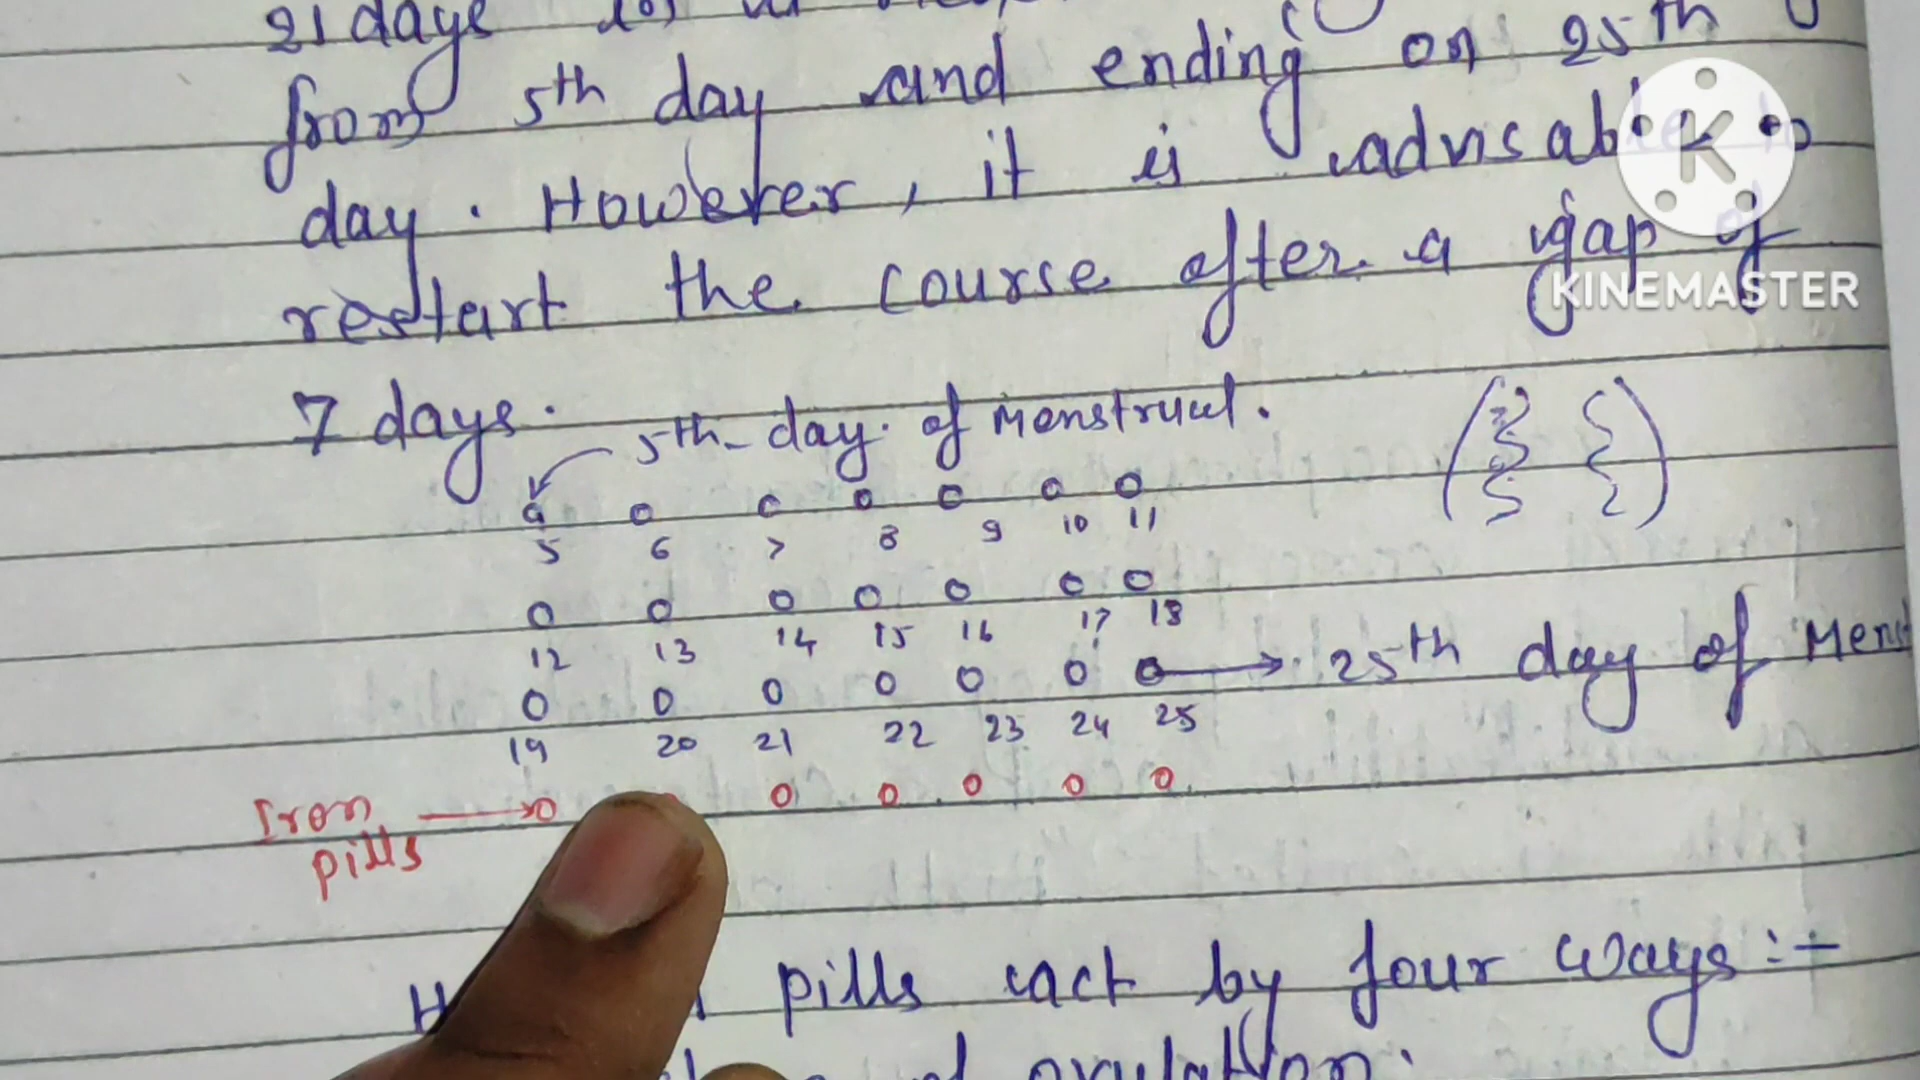 21 days
from 5th day and ending on 25th
day. However, it is advisable to
restart the course after a gap of
7 days.
5th day of menstrual.
5 6 7 8 9 10 11
12 13 14 15 16 17 18
25th day of Mens
19 20 21 22 23 24 25
Iron
pills
pills act by four ways :-
of ovulation.
K
KINEMASTER